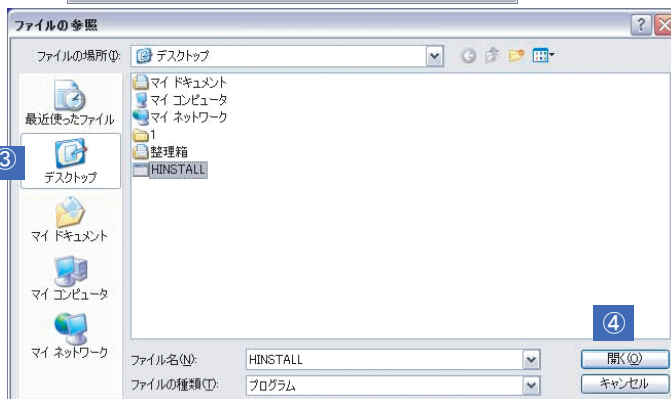 ファイルの参照
ファイルの場所(I):
デスクトップ
最近使ったファイル
③
デスクトップ
マイ ドキュメント
マイ コンピュータ
マイ ネットワーク
マイ ドキュメント
マイ コンピュータ
マイ ネットワーク
1
整理箱
HINSTALL
④
ファイル名(N):
HINSTALL
開く(O)
ファイルの種類(T):
プログラム
キャンセル